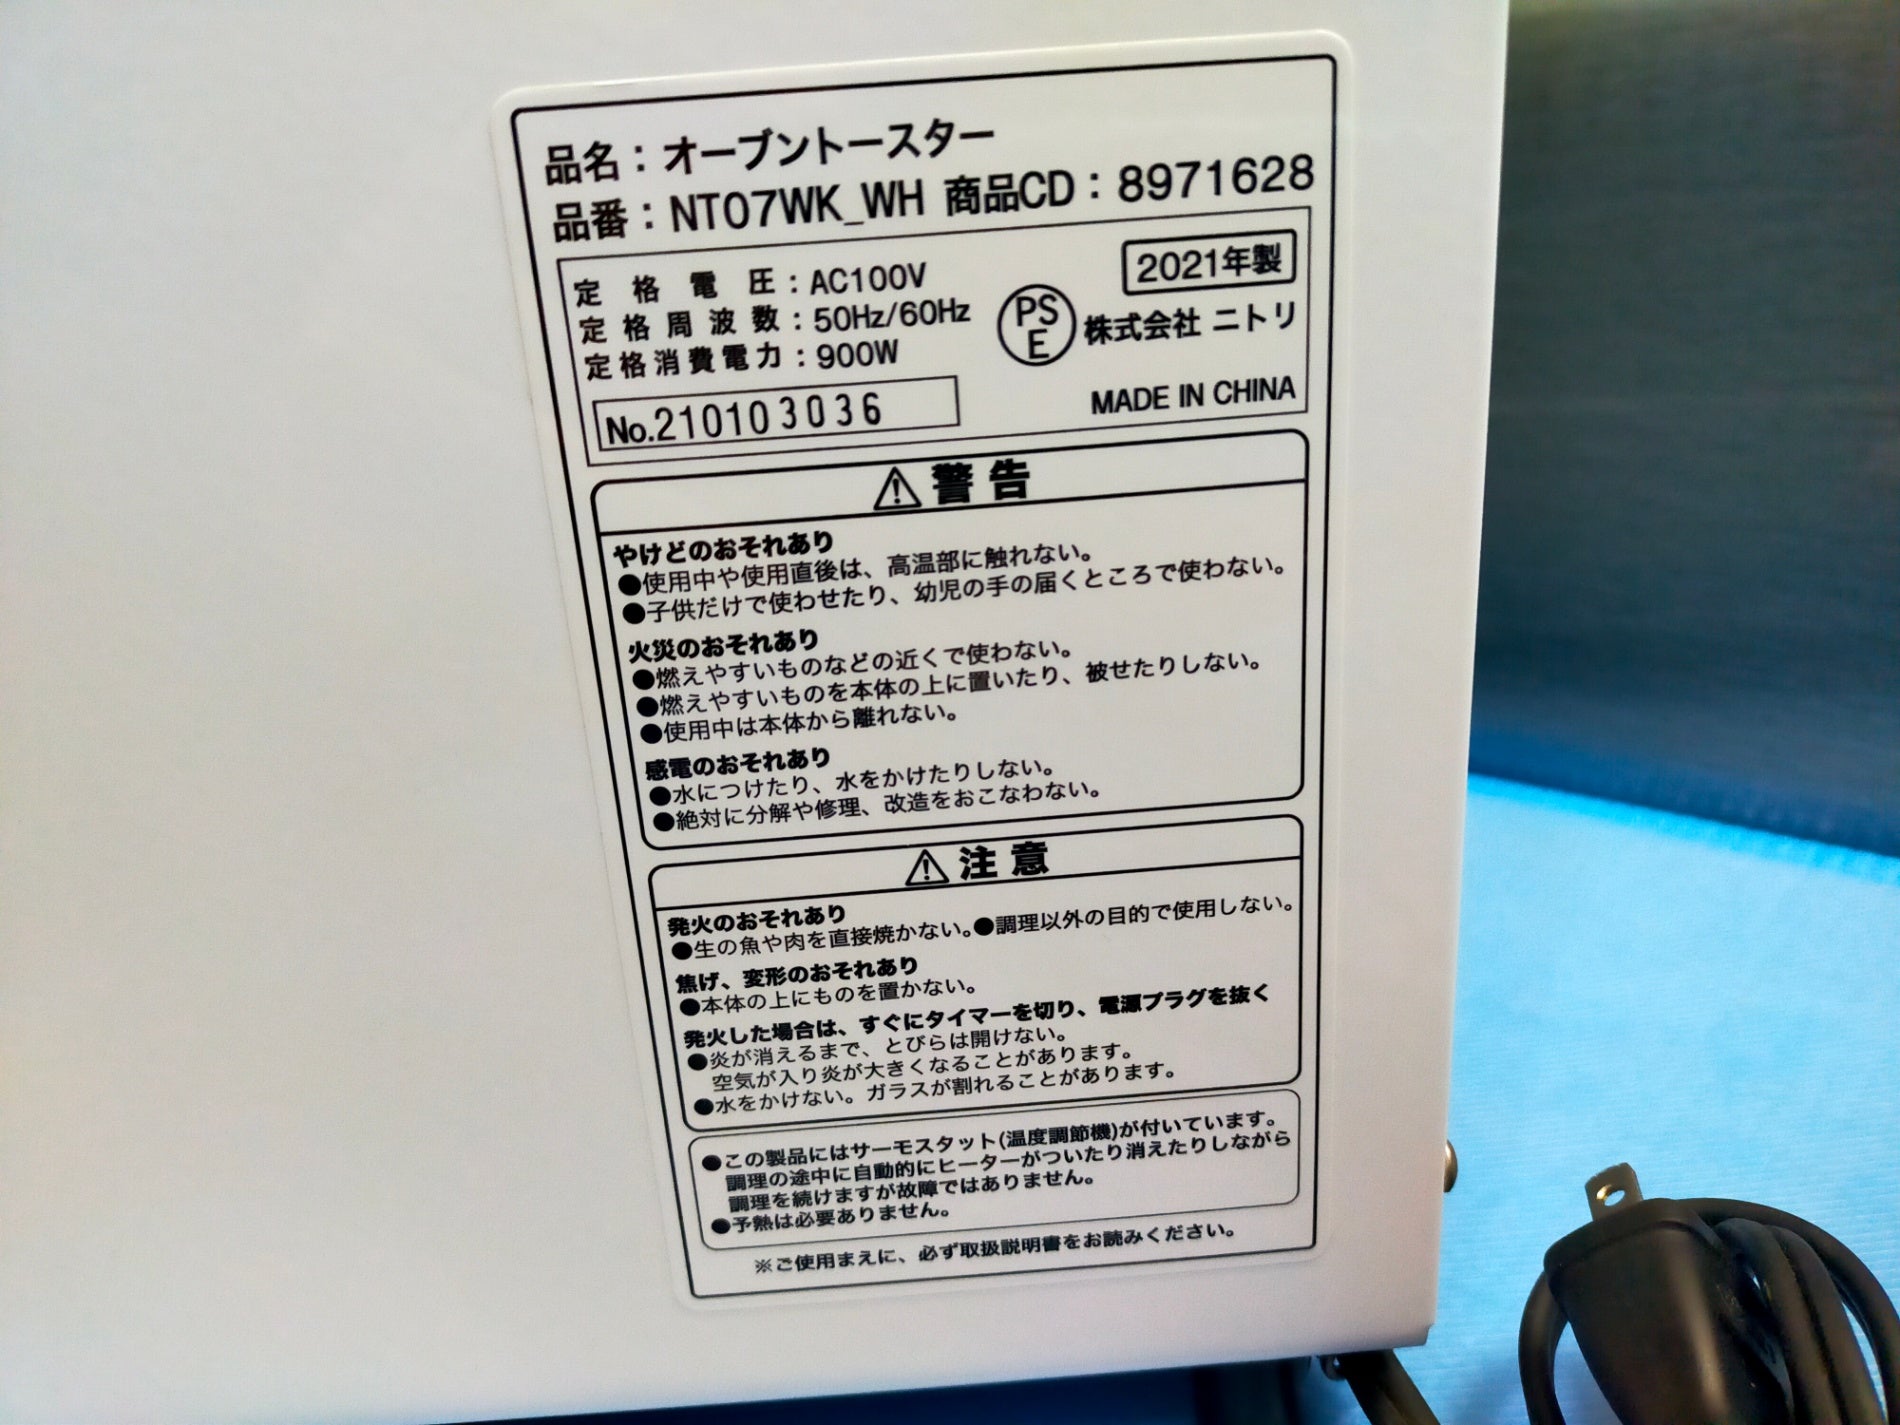 品名：オーブントースター
品番：NT07WK_WH 商品CD：8971628
定格電圧：AC100V
定格周波数：50Hz/60Hz
定格消費電力：900W
2021年製
PSE 株式会社 ニトリ
No.210103036
MADE IN CHINA
警告
やけどのおそれあり
●使用中や使用直後は、高温部に触れない。
●子供だけで使わせたり、幼児の手の届くところで使わない。
火災のおそれあり
●燃えやすいものなどの近くで使わない。
●燃えやすいものを本体の上に置いたり、被せたりしない。
●使用中は本体から離れない。
感電のおそれあり
●水につけたり、水をかけたりしない。
●絶対に分解や修理、改造をおこなわない。
注意
発火のおそれあり
●生の魚や肉を直接焼かない。●調理以外の目的で使用しない。
焦げ、変形のおそれあり
●本体の上にものを置かない。
発火した場合は、すぐにタイマーを切り、電源プラグを抜く
●炎が消えるまで、とびらは開けない。
空気が入り炎が大きくなることがあります。
●水をかけない。ガラスが割れることがあります。
●この製品にはサーモスタット(温度調節機)が付いています。
調理の途中に自動的にヒーターがついたり消えたりしながら
調理を続けますが故障ではありません。
●予熱は必要ありません。
※ご使用まえに、必ず取扱説明書をお読みください。